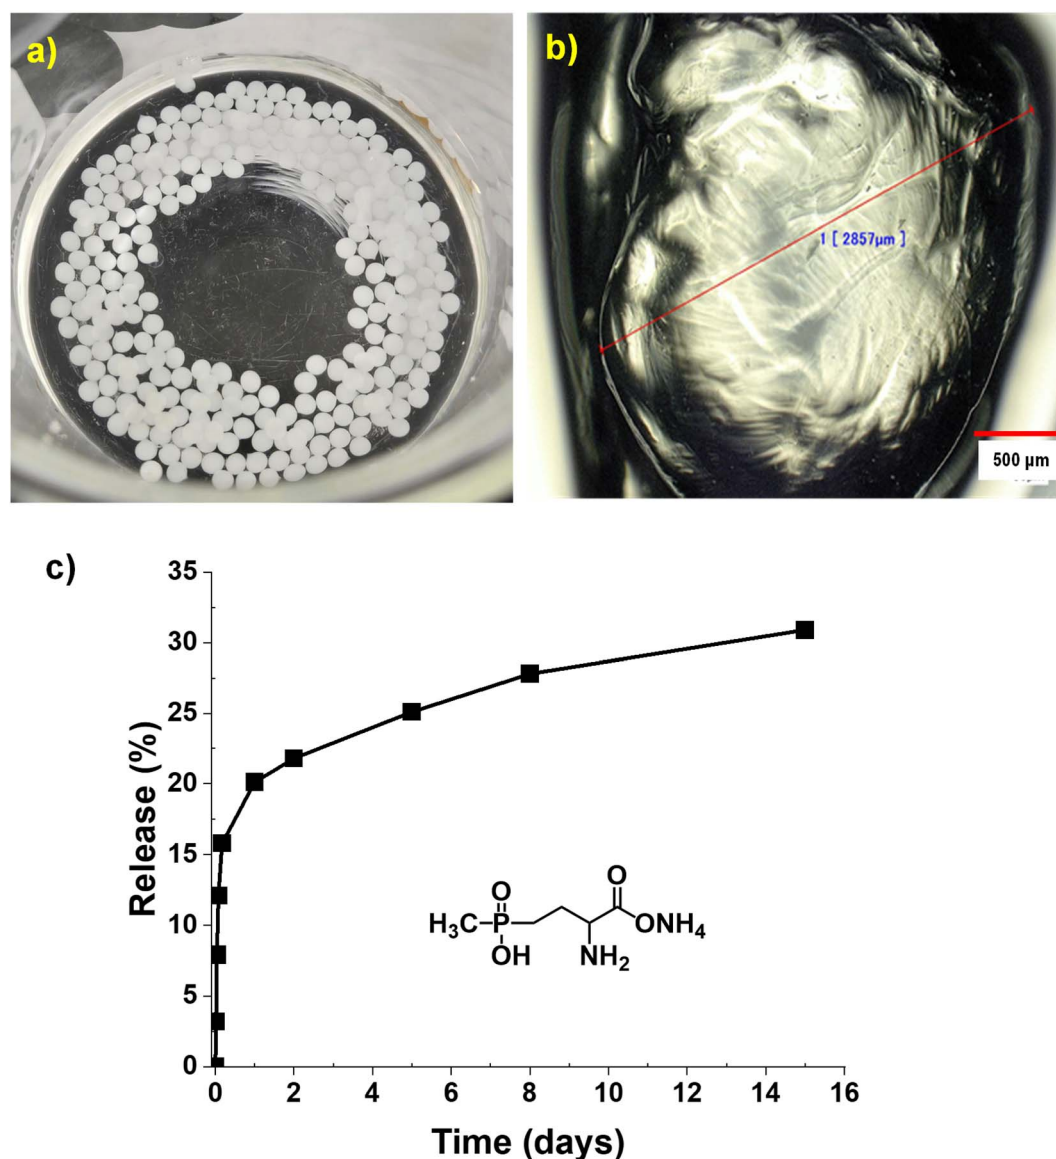 a)
b)
1 [ 2857µm ]
500 µm
c)
35
30
25
20
15
10
5
0
Release (%)
0 2 4 6 8 10 12 14 16
Time (days)
O O
H₃C P ONH₄
OH NH₂